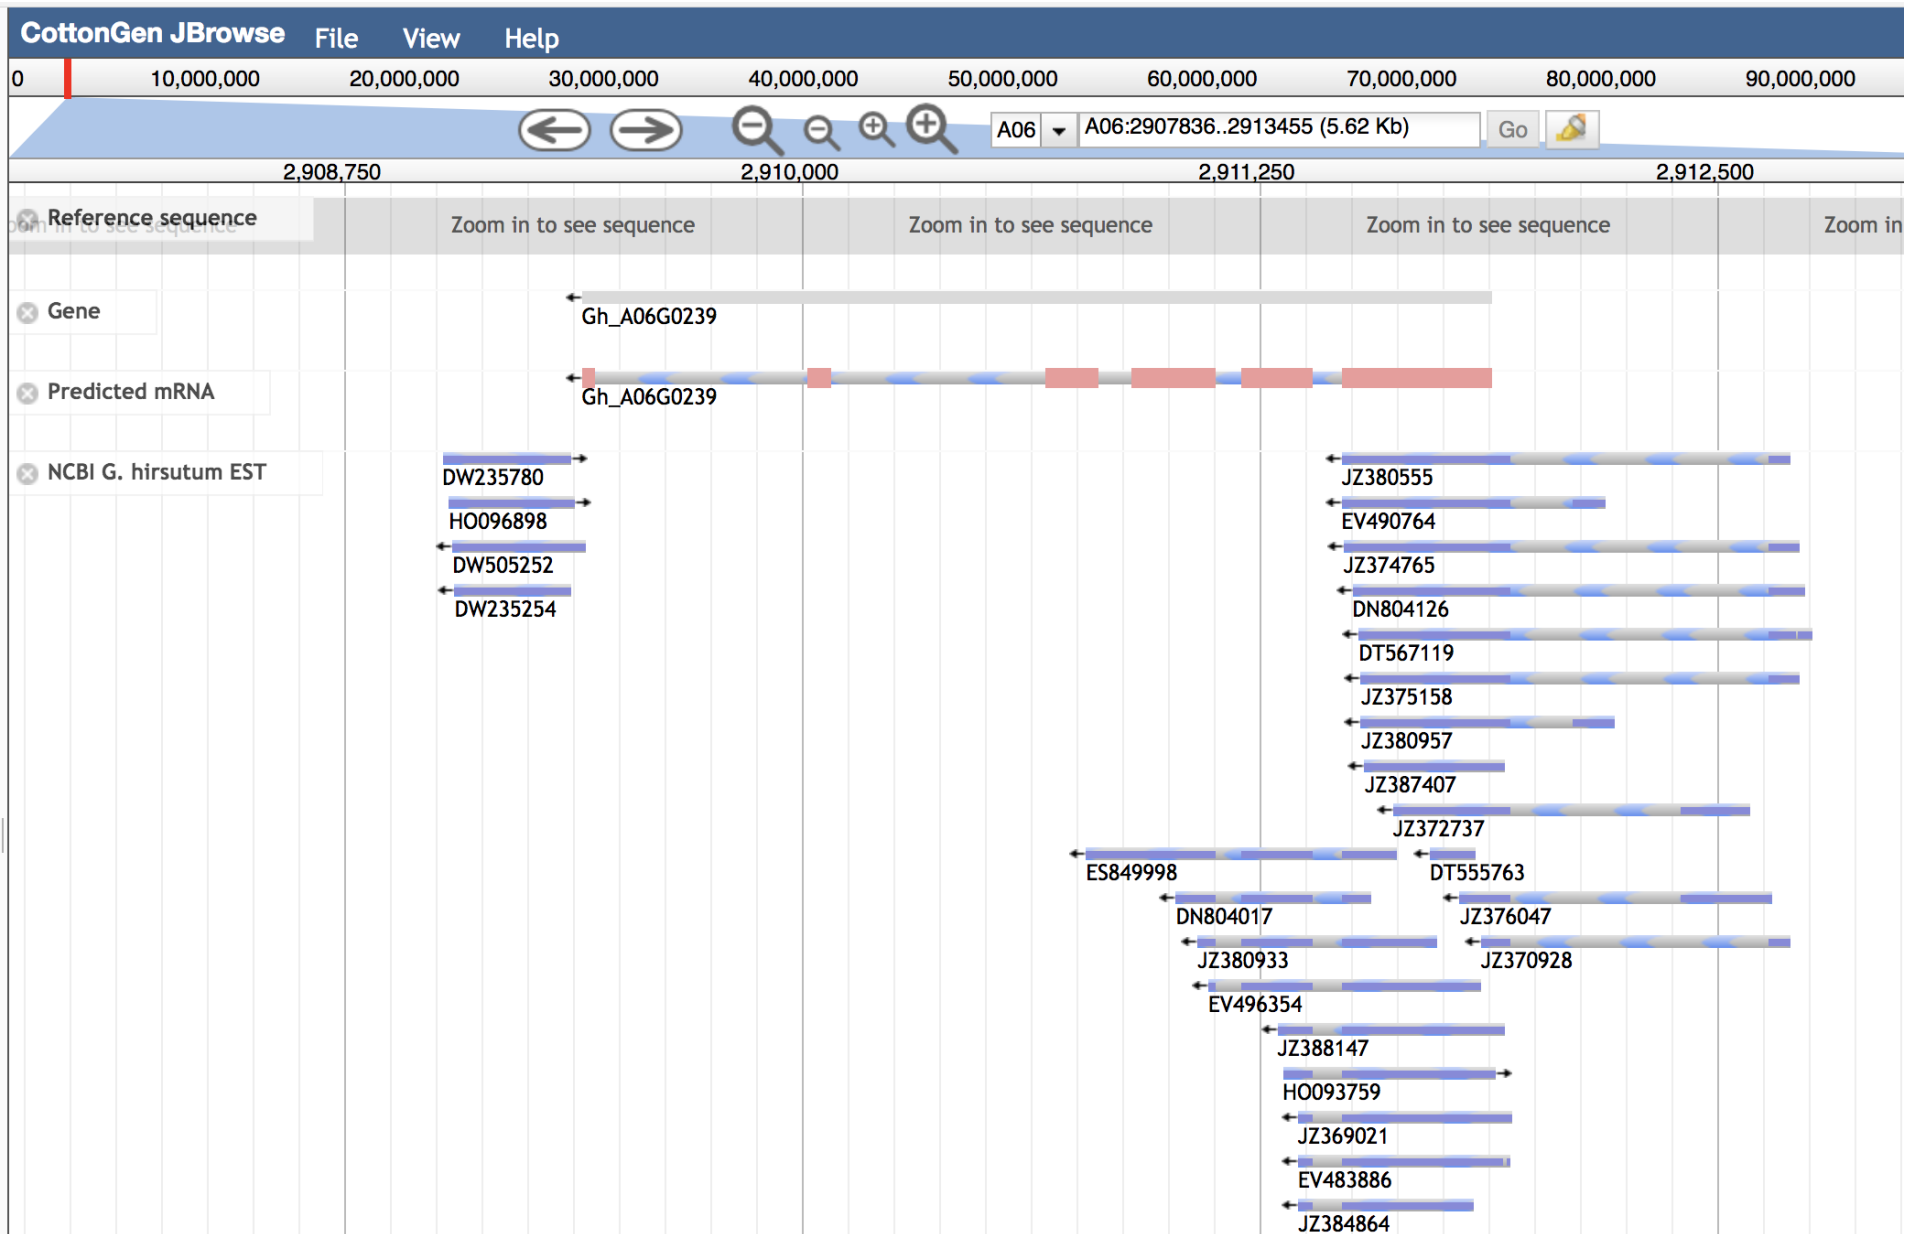 CottonGen JBrowse File View Help
0 10,000,000 20,000,000 30,000,000 40,000,000 50,000,000 60,000,000 70,000,000 80,000,000 90,000,000
A06 A06:2907836..2913455 (5.62 Kb) Go
2,908,750 2,910,000 2,911,250 2,912,500
Reference sequence
oom in to see sequence Zoom in to see sequence Zoom in to see sequence Zoom in to see sequence Zoom in
Gene
Gh_A06G0239
Predicted mRNA
Gh_A06G0239
NCBI G. hirsutum EST
DW235780 JZ380555
HO096898 EV490764
DW505252 JZ374765
DW235254 DN804126
DT567119
JZ375158
JZ380957
JZ387407
JZ372737
ES849998 DT555763
DN804017 JZ376047
JZ380933 JZ370928
EV496354
JZ388147
HO093759
JZ369021
EV483886
JZ384864